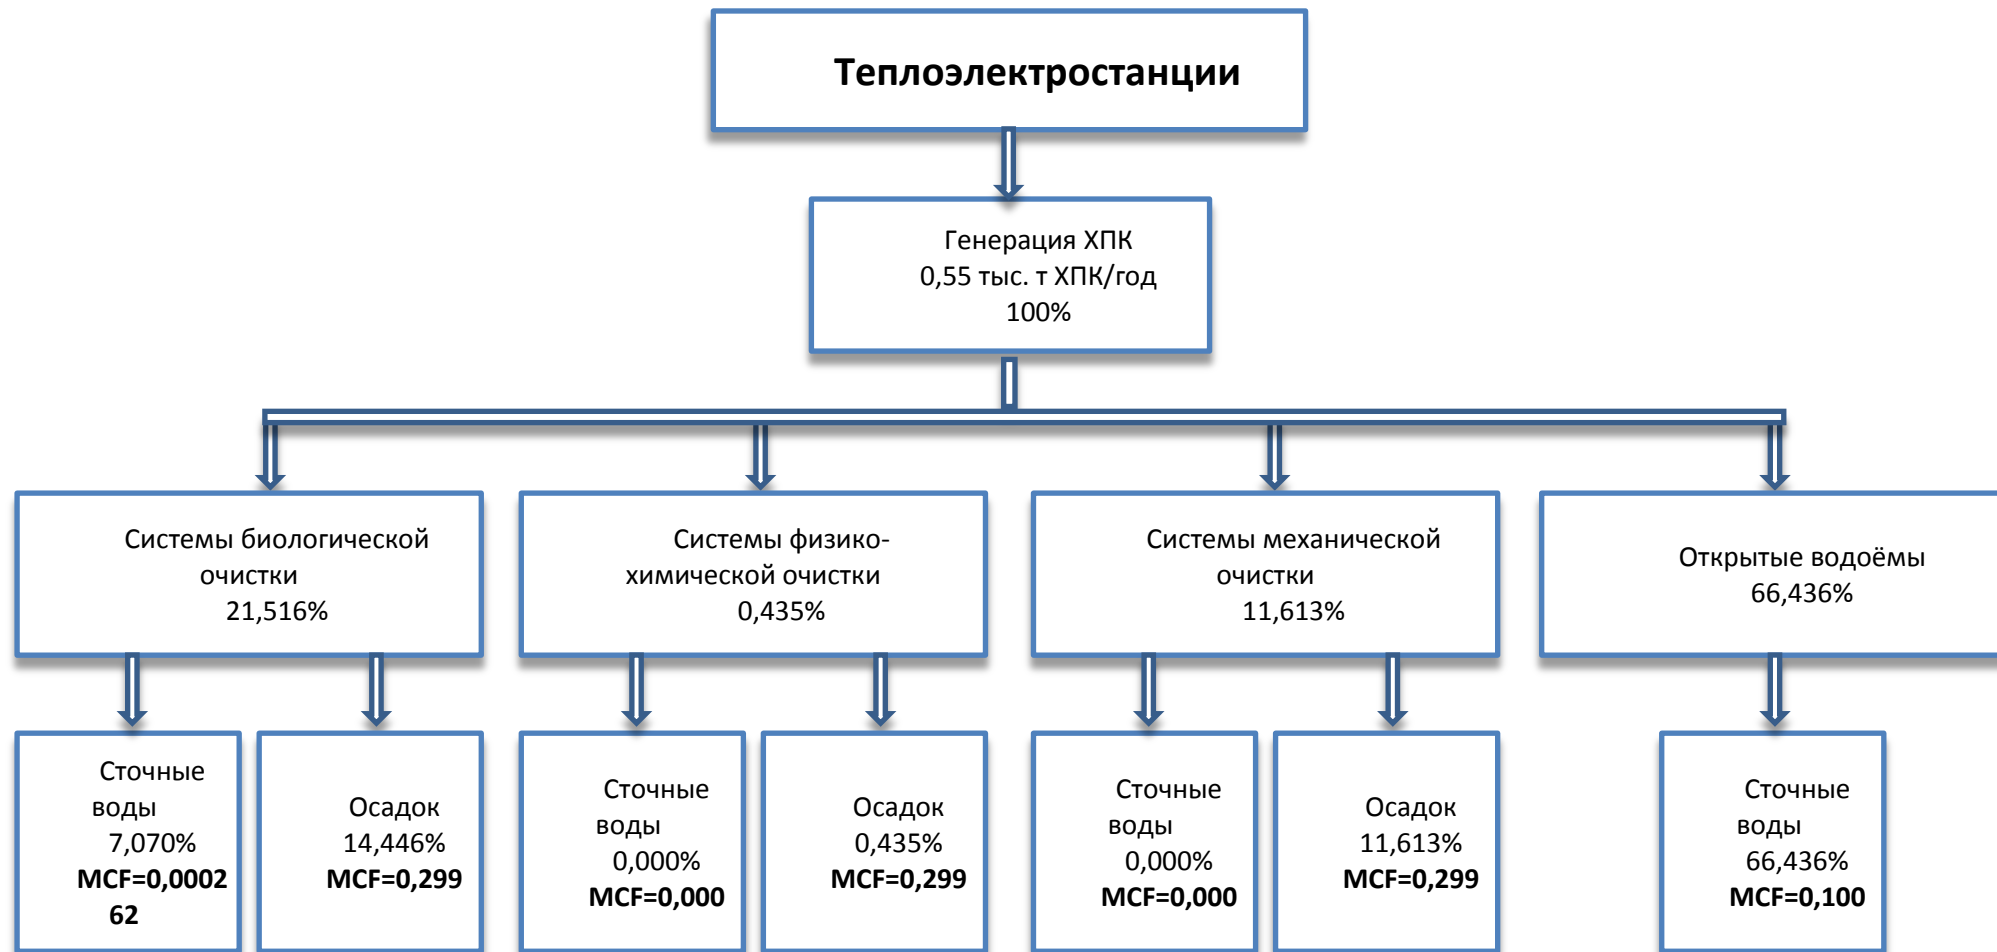 Теплоэлектростанции
Генерация ХПК
0,55 тыс. т ХПК/год
100%
Системы биологической
очистки
21,516%
Системы физико-
химической очистки
0,435%
Системы механической
очистки
11,613%
Открытые водоёмы
66,436%
Сточные
воды
7,070%
MCF=0,0002
62
Осадок
14,446%
MCF=0,299
Сточные
воды
0,000%
MCF=0,000
Осадок
0,435%
MCF=0,299
Сточные
воды
0,000%
MCF=0,000
Осадок
11,613%
MCF=0,299
Сточные
воды
66,436%
MCF=0,100